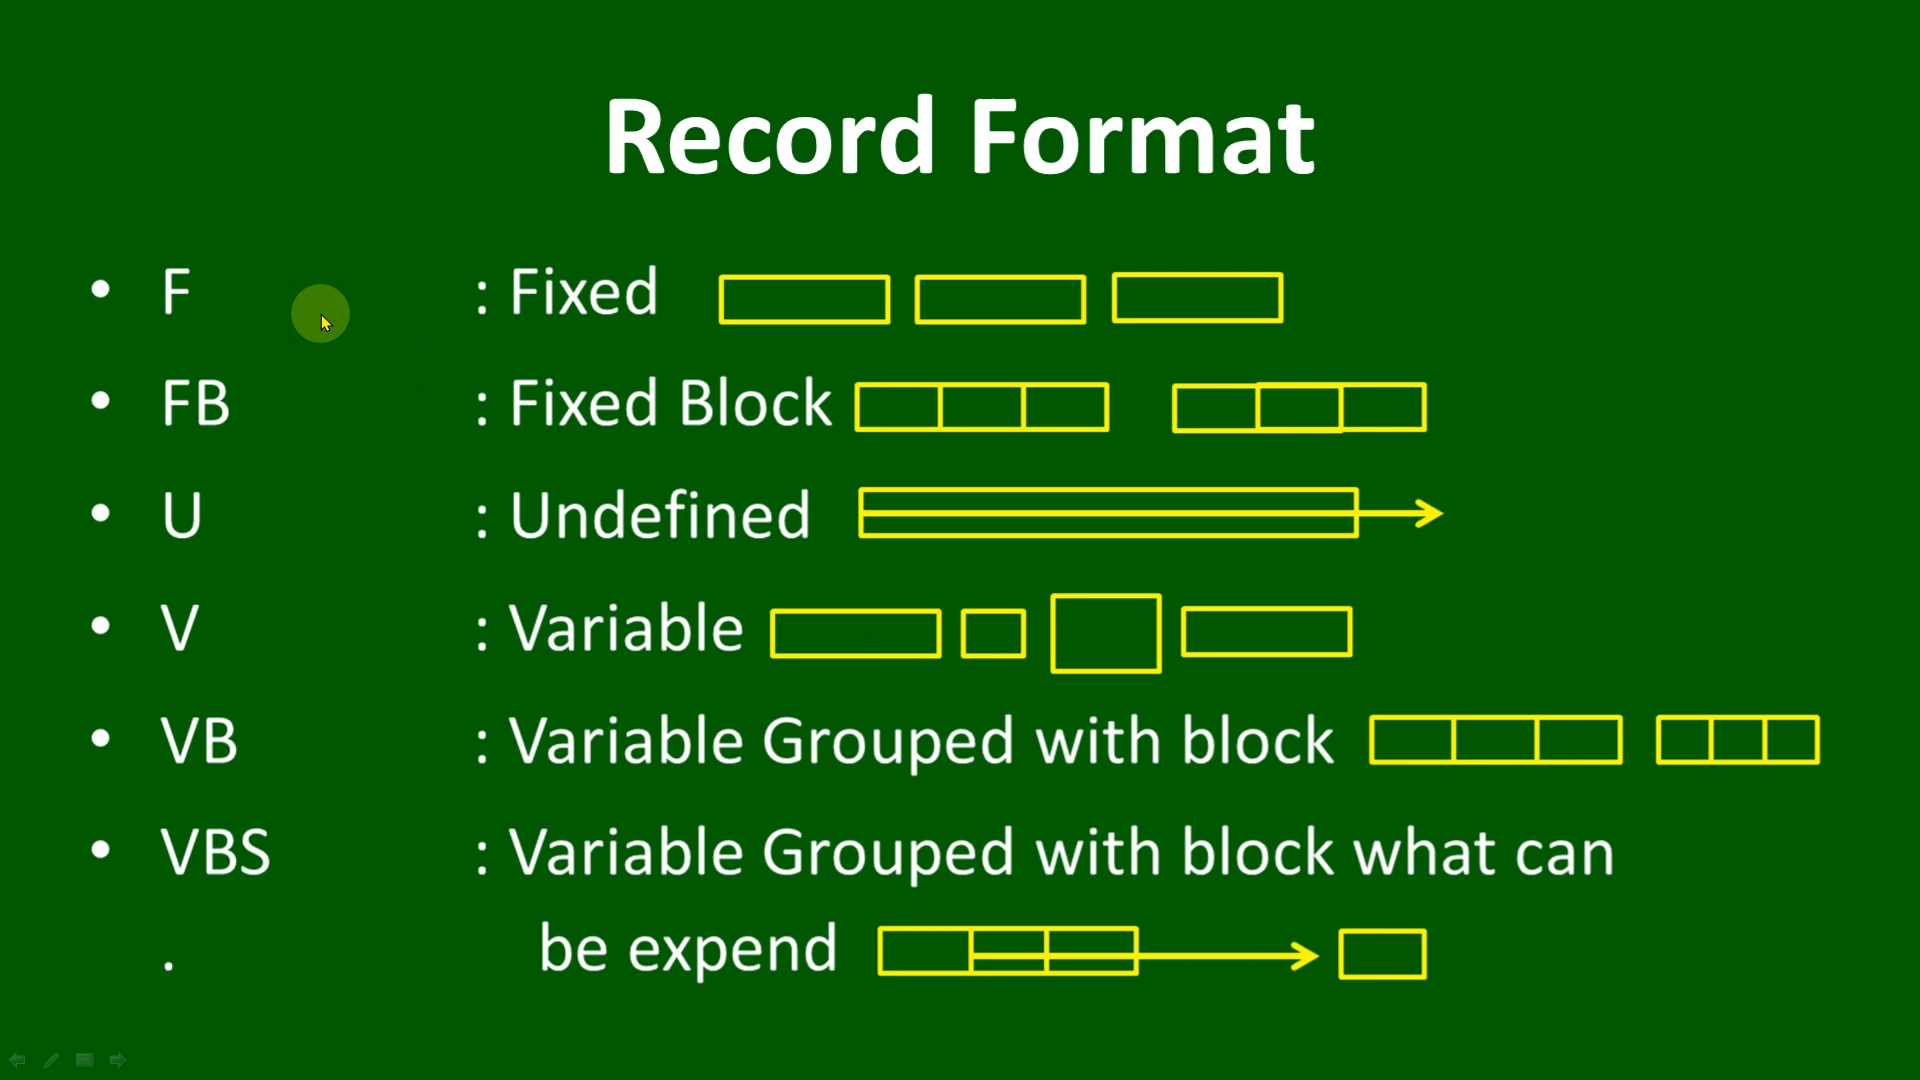 Record Format
• F : Fixed
• FB : Fixed Block
• U : Undefined
• V : Variable
• VB : Variable Grouped with block
• VBS : Variable Grouped with block what can
. be expend